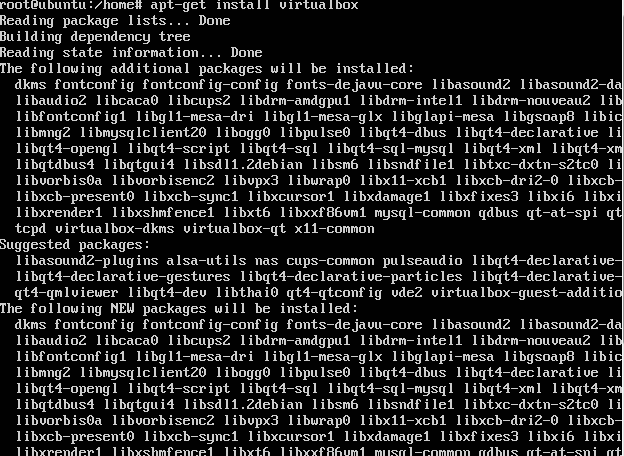 root@ubuntu:/home# apt-get install virtualbox
Reading package lists... Done
Building dependency tree
Reading state information... Done
The following additional packages will be installed:
dkms fontconfig fontconfig-config fonts-dejavu-core libasound2 libasound2-da
libaudio2 libcaca0 libcups2 libdrm-amdgpu1 libdrm-intel1 libdrm-nouveau2 lib
libfontconfig1 libgl1-mesa-dri libgl1-mesa-glx libglapi-mesa libgsoap8 libic
libmng2 libmysqlclient20 libogg0 libpulse0 libqt4-dbus libqt4-declarative li
libqt4-opengl libqt4-script libqt4-sql libqt4-sql-mysql libqt4-xml libqt4-xm
libqtdbus4 libqtgui4 libsdl1.2debian libsm6 libsndfile1 libtxc-dxtn-s2tc0 li
libvorbis0a libvorbisenc2 libvpx3 libwrap0 libx11-xcb1 libxcb-dri2-0 libxcb-
libxcb-present0 libxcb-sync1 libxcursor1 libxdamage1 libxfixes3 libxi6 libxi
libxrender1 libxshmfence1 libxt6 libxxf86vm1 mysql-common qdbus qt-at-spi qt
tcpd virtualbox-dkms virtualbox-qt x11-common
Suggested packages:
libasound2-plugins alsa-utils nas cups-common pulseaudio libqt4-declarative-
libqt4-declarative-gestures libqt4-declarative-particles libqt4-declarative-
qt4-qmlviewer libqt4-dev libthai0 qt4-qtconfig vde2 virtualbox-guest-additio
The following NEW packages will be installed:
dkms fontconfig fontconfig-config fonts-dejavu-core libasound2 libasound2-da
libaudio2 libcaca0 libcups2 libdrm-amdgpu1 libdrm-intel1 libdrm-nouveau2 lib
libfontconfig1 libgl1-mesa-dri libgl1-mesa-glx libglapi-mesa libgsoap8 libic
libmng2 libmysqlclient20 libogg0 libpulse0 libqt4-dbus libqt4-declarative li
libqt4-opengl libqt4-script libqt4-sql libqt4-sql-mysql libqt4-xml libqt4-xm
libqtdbus4 libqtgui4 libsdl1.2debian libsm6 libsndfile1 libtxc-dxtn-s2tc0 li
libvorbis0a libvorbisenc2 libvpx3 libwrap0 libx11-xcb1 libxcb-dri2-0 libxcb-
libxcb-present0 libxcb-sync1 libxcursor1 libxdamage1 libxfixes3 libxi6 libxi
libxrender1 libxshmfence1 libxt6 libxxf86vm1 mysql-common qdbus qt-at-spi qt